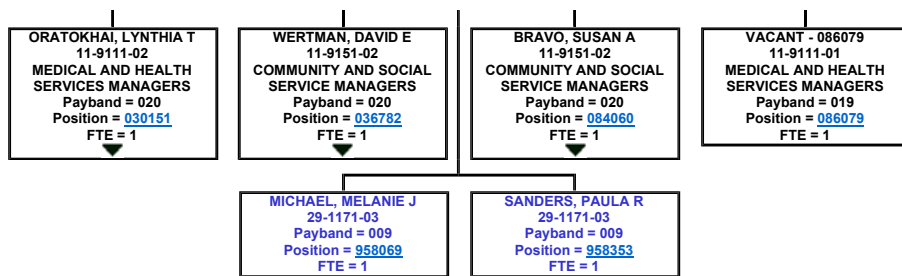 ORATOKHAI, LYNTHIA T
11-9111-02
MEDICAL AND HEALTH
SERVICES MANAGERS
Payband = 020
Position = 030151
FTE = 1
WERTMAN, DAVID E
11-9151-02
COMMUNITY AND SOCIAL
SERVICE MANAGERS
Payband = 020
Position = 036782
FTE = 1
BRAVO, SUSAN A
11-9151-02
COMMUNITY AND SOCIAL
SERVICE MANAGERS
Payband = 020
Position = 084060
FTE = 1
VACANT - 086079
11-9111-01
MEDICAL AND HEALTH
SERVICES MANAGERS
Payband = 019
Position = 086079
FTE = 1
MICHAEL, MELANIE J
29-1171-03
Payband = 009
Position = 958069
FTE = 1
SANDERS, PAULA R
29-1171-03
Payband = 009
Position = 958353
FTE = 1